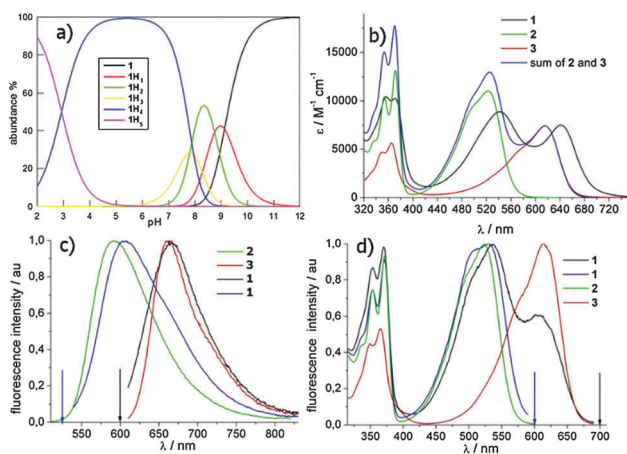 a)
abundance %
100
80
60
40
20
0
1
1H₁
1H₂
1H₃
1H₄
1H₅
2 3 4 5 6 7 8 9 10 11 12
pH
b)
ε / M⁻¹ cm⁻¹
15000
10000
5000
0
1
2
3
sum of 2 and 3
320 360 400 440 480 520 560 600 640 680 720
λ / nm
c)
fluorescence intensity / au
1,0
0,8
0,6
0,4
0,2
0,0
2
3
1
1
550 600 650 700 750 800
λ / nm
d)
fluorescence intensity / au
1,0
0,8
0,6
0,4
0,2
0,0
1
1
2
3
350 400 450 500 550 600 650 700
λ / nm